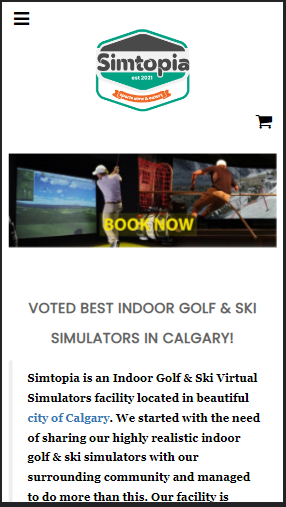 Simtopia
est 2021
BOOK NOW
VOTED BEST INDOOR GOLF & SKI
SIMULATORS IN CALGARY!
Simtopia is an Indoor Golf & Ski Virtual
Simulators facility located in beautiful
city of Calgary. We started with the need
of sharing our highly realistic indoor
golf & ski simulators with our
surrounding community and managed
to do more than this. Our facility is